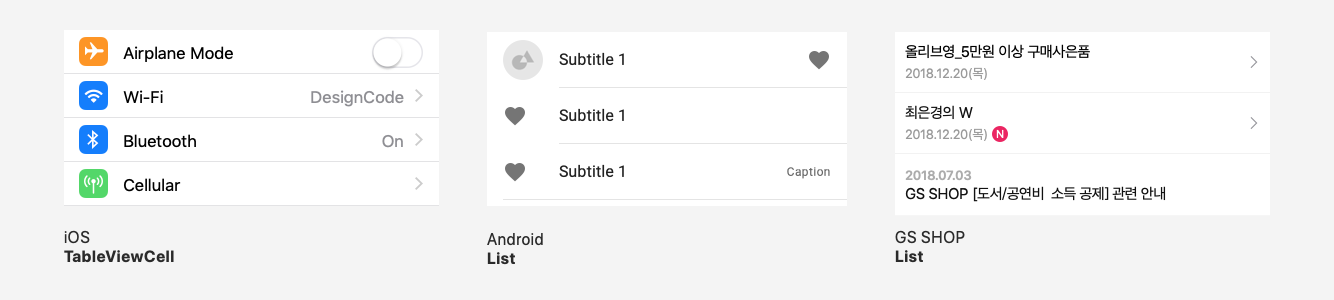 Airplane Mode
Wi-Fi DesignCode
Bluetooth On
Cellular
iOS
TableViewCell
Subtitle 1
Subtitle 1
Subtitle 1 Caption
Android
List
올리브영_5만원 이상 구매사은품
2018.12.20(목)
최은경의 W
2018.12.20(목) N
2018.07.03
GS SHOP [도서/공연비 소득 공제] 관련 안내
GS SHOP
List